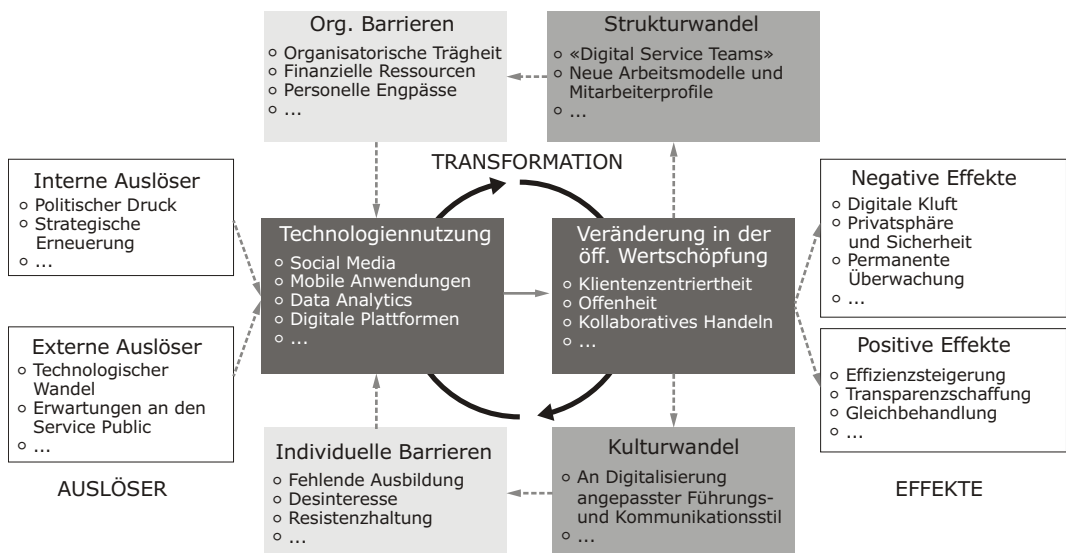 Org. Barrieren
○ Organisatorische Trägheit
○ Finanzielle Ressourcen
○ Personelle Engpässe
○ ...
Strukturwandel
○ «Digital Service Teams»
○ Neue Arbeitsmodelle und
Mitarbeiterprofile
○ ...
TRANSFORMATION
Interne Auslöser
○ Politischer Druck
○ Strategische
Erneuerung
○ ...
Externe Auslöser
○ Technologischer
Wandel
○ Erwartungen an den
Service Public
○ ...
AUSLÖSER
Technologiennutzung
○ Social Media
○ Mobile Anwendungen
○ Data Analytics
○ Digitale Plattformen
○ ...
Veränderung in der
öff. Wertschöpfung
○ Klientenzentriertheit
○ Offenheit
○ Kollaboratives Handeln
○ ...
Negative Effekte
○ Digitale Kluft
○ Privatsphäre
und Sicherheit
○ Permanente
Überwachung
○ ...
Positive Effekte
○ Effizienzsteigerung
○ Transparenzschaffung
○ Gleichbehandlung
○ ...
EFFEKTE
Individuelle Barrieren
○ Fehlende Ausbildung
○ Desinteresse
○ Resistenzhaltung
○ ...
Kulturwandel
○ An Digitalisierung
angepasster Führungs-
und Kommunikationsstil
○ ...